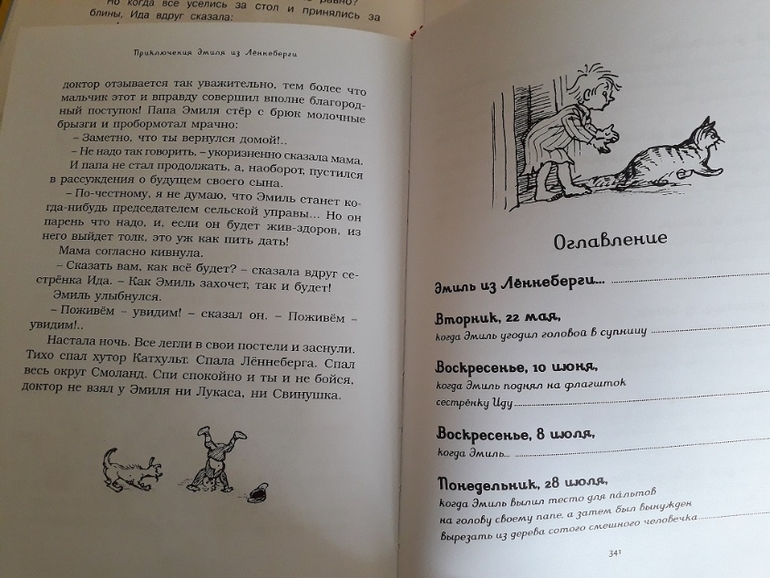 равно?
Но когда все уселись за стол и принялись за
блины, Ида вдруг сказала:
Приключения Эмиля из Лённеберги
доктор отзывается так уважительно, тем более что
мальчик этот и вправду совершил вполне благород-
ный поступок! Папа Эмиля стёр с брюк молочные
брызги и пробормотал мрачно:
– Заметно, что ты вернулся домой!..
– Не надо так говорить, – укоризненно сказала мама.
И папа не стал продолжать, а, наоборот, пустился
в рассуждения о будущем своего сына.
– По-честному, я не думаю, что Эмиль станет ко-
гда-нибудь председателем сельской управы... Но он
парень что надо, и, если он будет жив-здоров, из
него выйдет толк, это уж как пить дать!
Мама согласно кивнула.
– Сказать вам, как всё будет? – сказала вдруг се-
стрёнка Ида. – Как Эмиль захочет, так и будет!
Эмиль улыбнулся.
– Поживём – увидим! – сказал он. – Поживём –
увидим!..
Настала ночь. Все легли в свои постели и заснули.
Тихо спал хутор Катхульт. Спала Лённеберга. Спал
весь округ Смоланд. Спи спокойно и ты и не бойся,
доктор не взял у Эмиля ни Лукаса, ни Свинушка.
Оглавление
Эмиль из Лённеберги...
Вторник, 22 мая,
когда Эмиль угодил головой в супницу
Воскресенье, 10 июня,
когда Эмиль поднял на флагшток
сестрёнку Иду
Воскресенье, 8 июля,
когда Эмиль...
Понедельник, 28 июля,
когда Эмиль вылил тесто для пальтов
на голову своему папе, а затем был вынужден
вырезать из дерева сотого смешного человечка
341